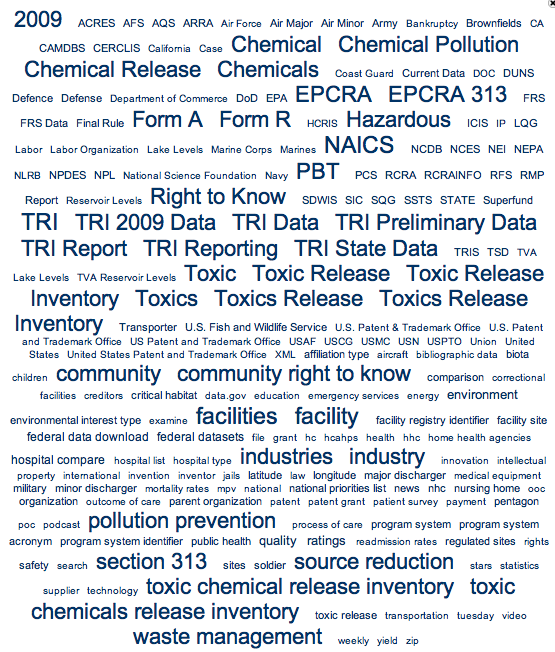 2009 ACRES AFS AQS ARRA Air Force Air Major Air Minor Army Bankruptcy Brownfields CA
CAMDBS CERCLIS California Case Chemical Chemical Pollution
Chemical Release Chemicals Coast Guard Current Data DOC DUNS
Defence Defense Department of Commerce DoD EPA EPCRA EPCRA 313 FRS
FRS Data Final Rule Form A Form R HCRIS Hazardous ICIS IP LQG
Labor Labor Organization Lake Levels Marine Corps Marines NAICS NCDB NCES NEI NEPA
NLRB NPDES NPL National Science Foundation Navy PBT PCS RCRA RCRAINFO RFS RMP
Report Reservoir Levels Right to Know SDWIS SIC SQG SSTS STATE Superfund
TRI TRI 2009 Data TRI Data TRI Preliminary Data
TRI Report TRI Reporting TRI State Data TRIS TSD TVA
Lake Levels TVA Reservoir Levels Toxic Toxic Release Toxic Release
Inventory Toxics Toxics Release Toxics Release
Inventory Transporter U.S. Fish and Wildlife Service U.S. Patent & Trademark Office U.S. Patent
and Trademark Office US Patent and Trademark Office USAF USCG USMC USN USPTO Union United
States United States Patent and Trademark Office XML affiliation type aircraft bibliographic data biota
children community community right to know comparison correctional
facilities creditors critical habitat data.gov education emergency services energy environment
environmental interest type examine facilities facility facility registry identifier facility site
federal data download federal datasets file grant hc hcahps health hhc home health agencies
hospital compare hospital list hospital type industries industry innovation intellectual
property international invention inventor jails latitude law longitude major discharger medical equipment
military minor discharger mortality rates mpv national national priorities list news nhc nursing home ooc
organization outcome of care parent organization patent patent grant patient survey payment pentagon
poc podcast pollution prevention process of care program system program system
acronym program system identifier public health quality ratings readmission rates regulated sites rights
safety search section 313 sites soldier source reduction stars statistics
supplier technology toxic chemical release inventory toxic
chemicals release inventory toxic release transportation tuesday video
waste management weekly yield zip